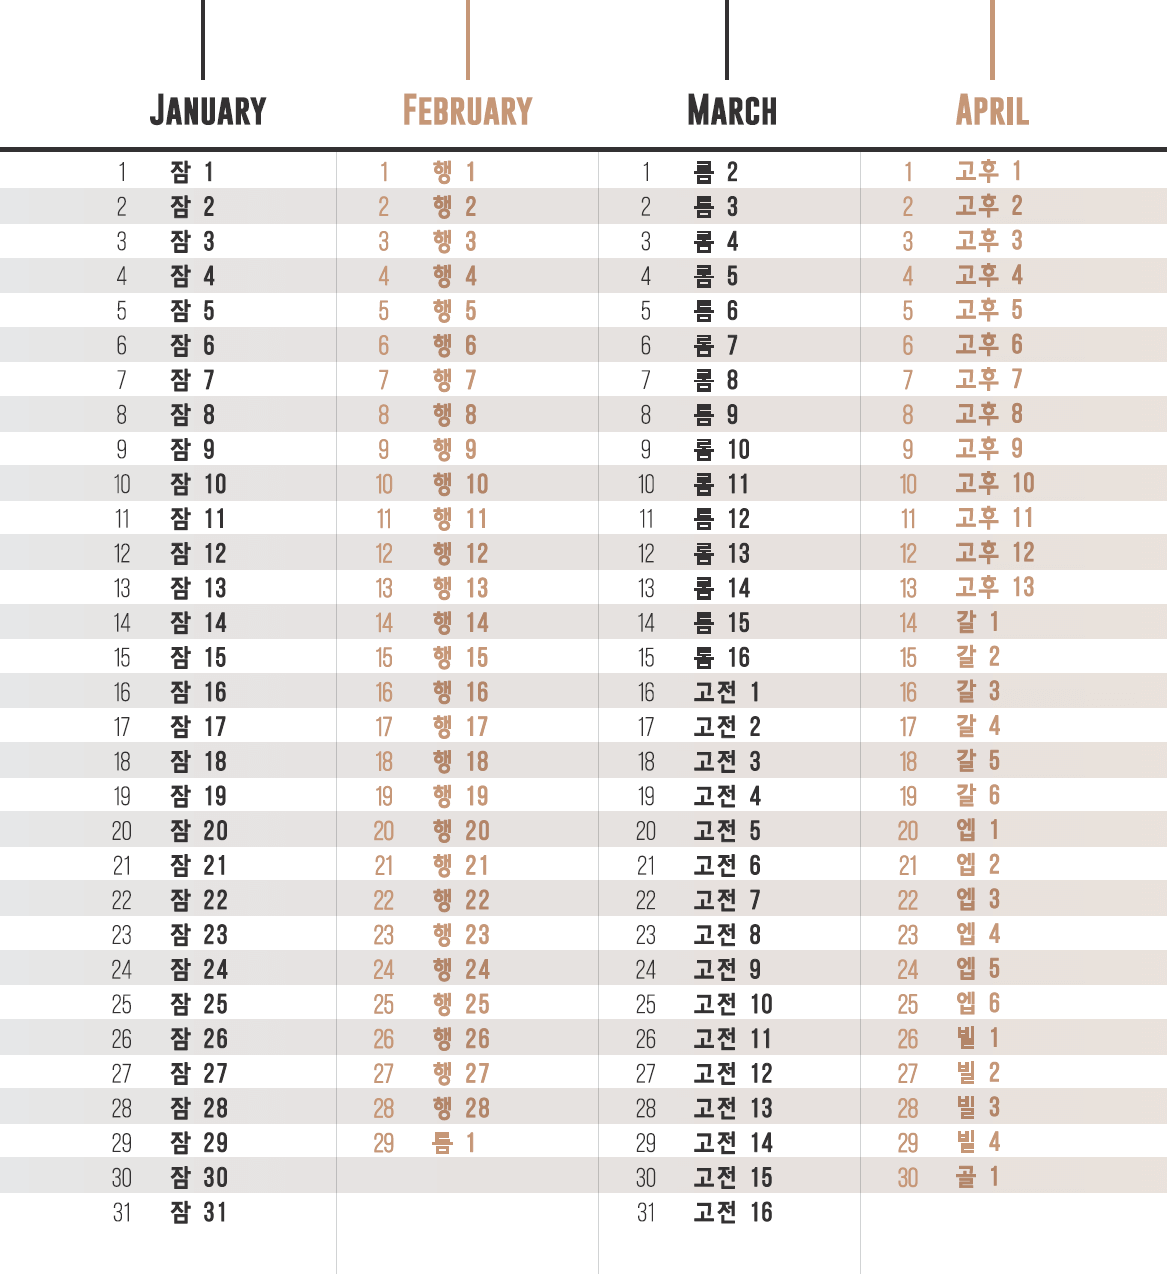 JANUARY FEBRUARY MARCH APRIL
1 잠 1 1 행 1 1 롬 2 1 고후 1
2 잠 2 2 행 2 2 롬 3 2 고후 2
3 잠 3 3 행 3 3 롬 4 3 고후 3
4 잠 4 4 행 4 4 롬 5 4 고후 4
5 잠 5 5 행 5 5 롬 6 5 고후 5
6 잠 6 6 행 6 6 롬 7 6 고후 6
7 잠 7 7 행 7 7 롬 8 7 고후 7
8 잠 8 8 행 8 8 롬 9 8 고후 8
9 잠 9 9 행 9 9 롬 10 9 고후 9
10 잠 10 10 행 10 10 롬 11 10 고후 10
11 잠 11 11 행 11 11 롬 12 11 고후 11
12 잠 12 12 행 12 12 롬 13 12 고후 12
13 잠 13 13 행 13 13 롬 14 13 고후 13
14 잠 14 14 행 14 14 롬 15 14 갈 1
15 잠 15 15 행 15 15 롬 16 15 갈 2
16 잠 16 16 행 16 16 고전 1 16 갈 3
17 잠 17 17 행 17 17 고전 2 17 갈 4
18 잠 18 18 행 18 18 고전 3 18 갈 5
19 잠 19 19 행 19 19 고전 4 19 갈 6
20 잠 20 20 행 20 20 고전 5 20 엡 1
21 잠 21 21 행 21 21 고전 6 21 엡 2
22 잠 22 22 행 22 22 고전 7 22 엡 3
23 잠 23 23 행 23 23 고전 8 23 엡 4
24 잠 24 24 행 24 24 고전 9 24 엡 5
25 잠 25 25 행 25 25 고전 10 25 엡 6
26 잠 26 26 행 26 26 고전 11 26 빌 1
27 잠 27 27 행 27 27 고전 12 27 빌 2
28 잠 28 28 행 28 28 고전 13 28 빌 3
29 잠 29 29 롬 1 29 고전 14 29 빌 4
30 잠 30 30 고전 15 30 골 1
31 잠 31 31 고전 16